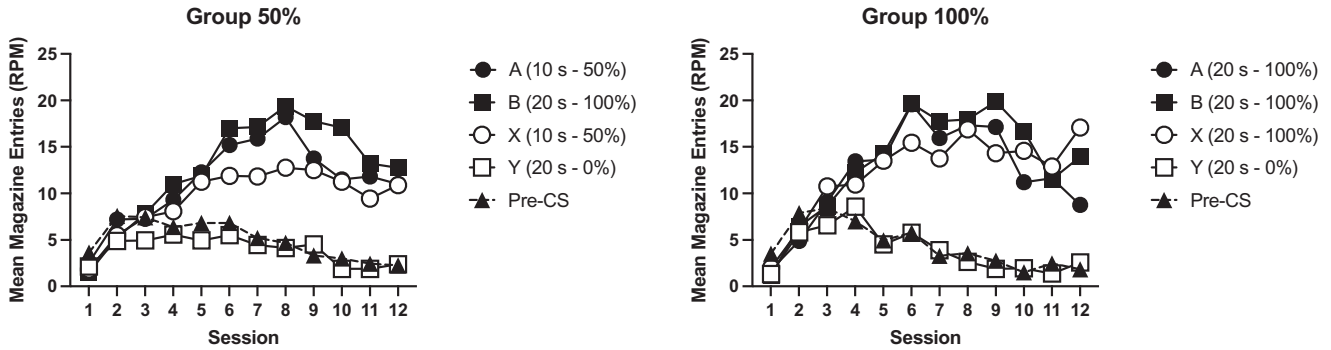 Group 50%
Mean Magazine Entries (RPM)
25
20
15
10
5
0
1 2 3 4 5 6 7 8 9 10 11 12
Session
A (10 s - 50%)
B (20 s - 100%)
X (10 s - 50%)
Y (20 s - 0%)
Pre-CS
Group 100%
Mean Magazine Entries (RPM)
25
20
15
10
5
0
1 2 3 4 5 6 7 8 9 10 11 12
Session
A (20 s - 100%)
B (20 s - 100%)
X (20 s - 100%)
Y (20 s - 0%)
Pre-CS